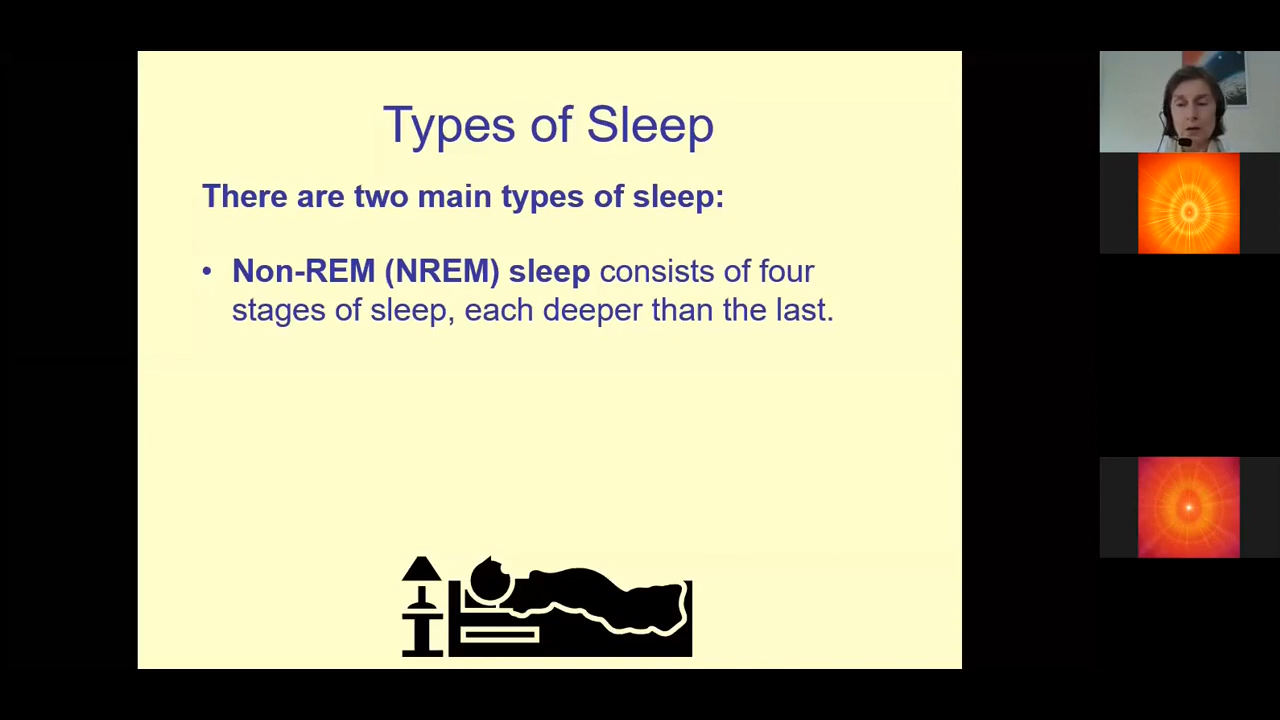 Types of Sleep
There are two main types of sleep:
• Non-REM (NREM) sleep consists of four
stages of sleep, each deeper than the last.